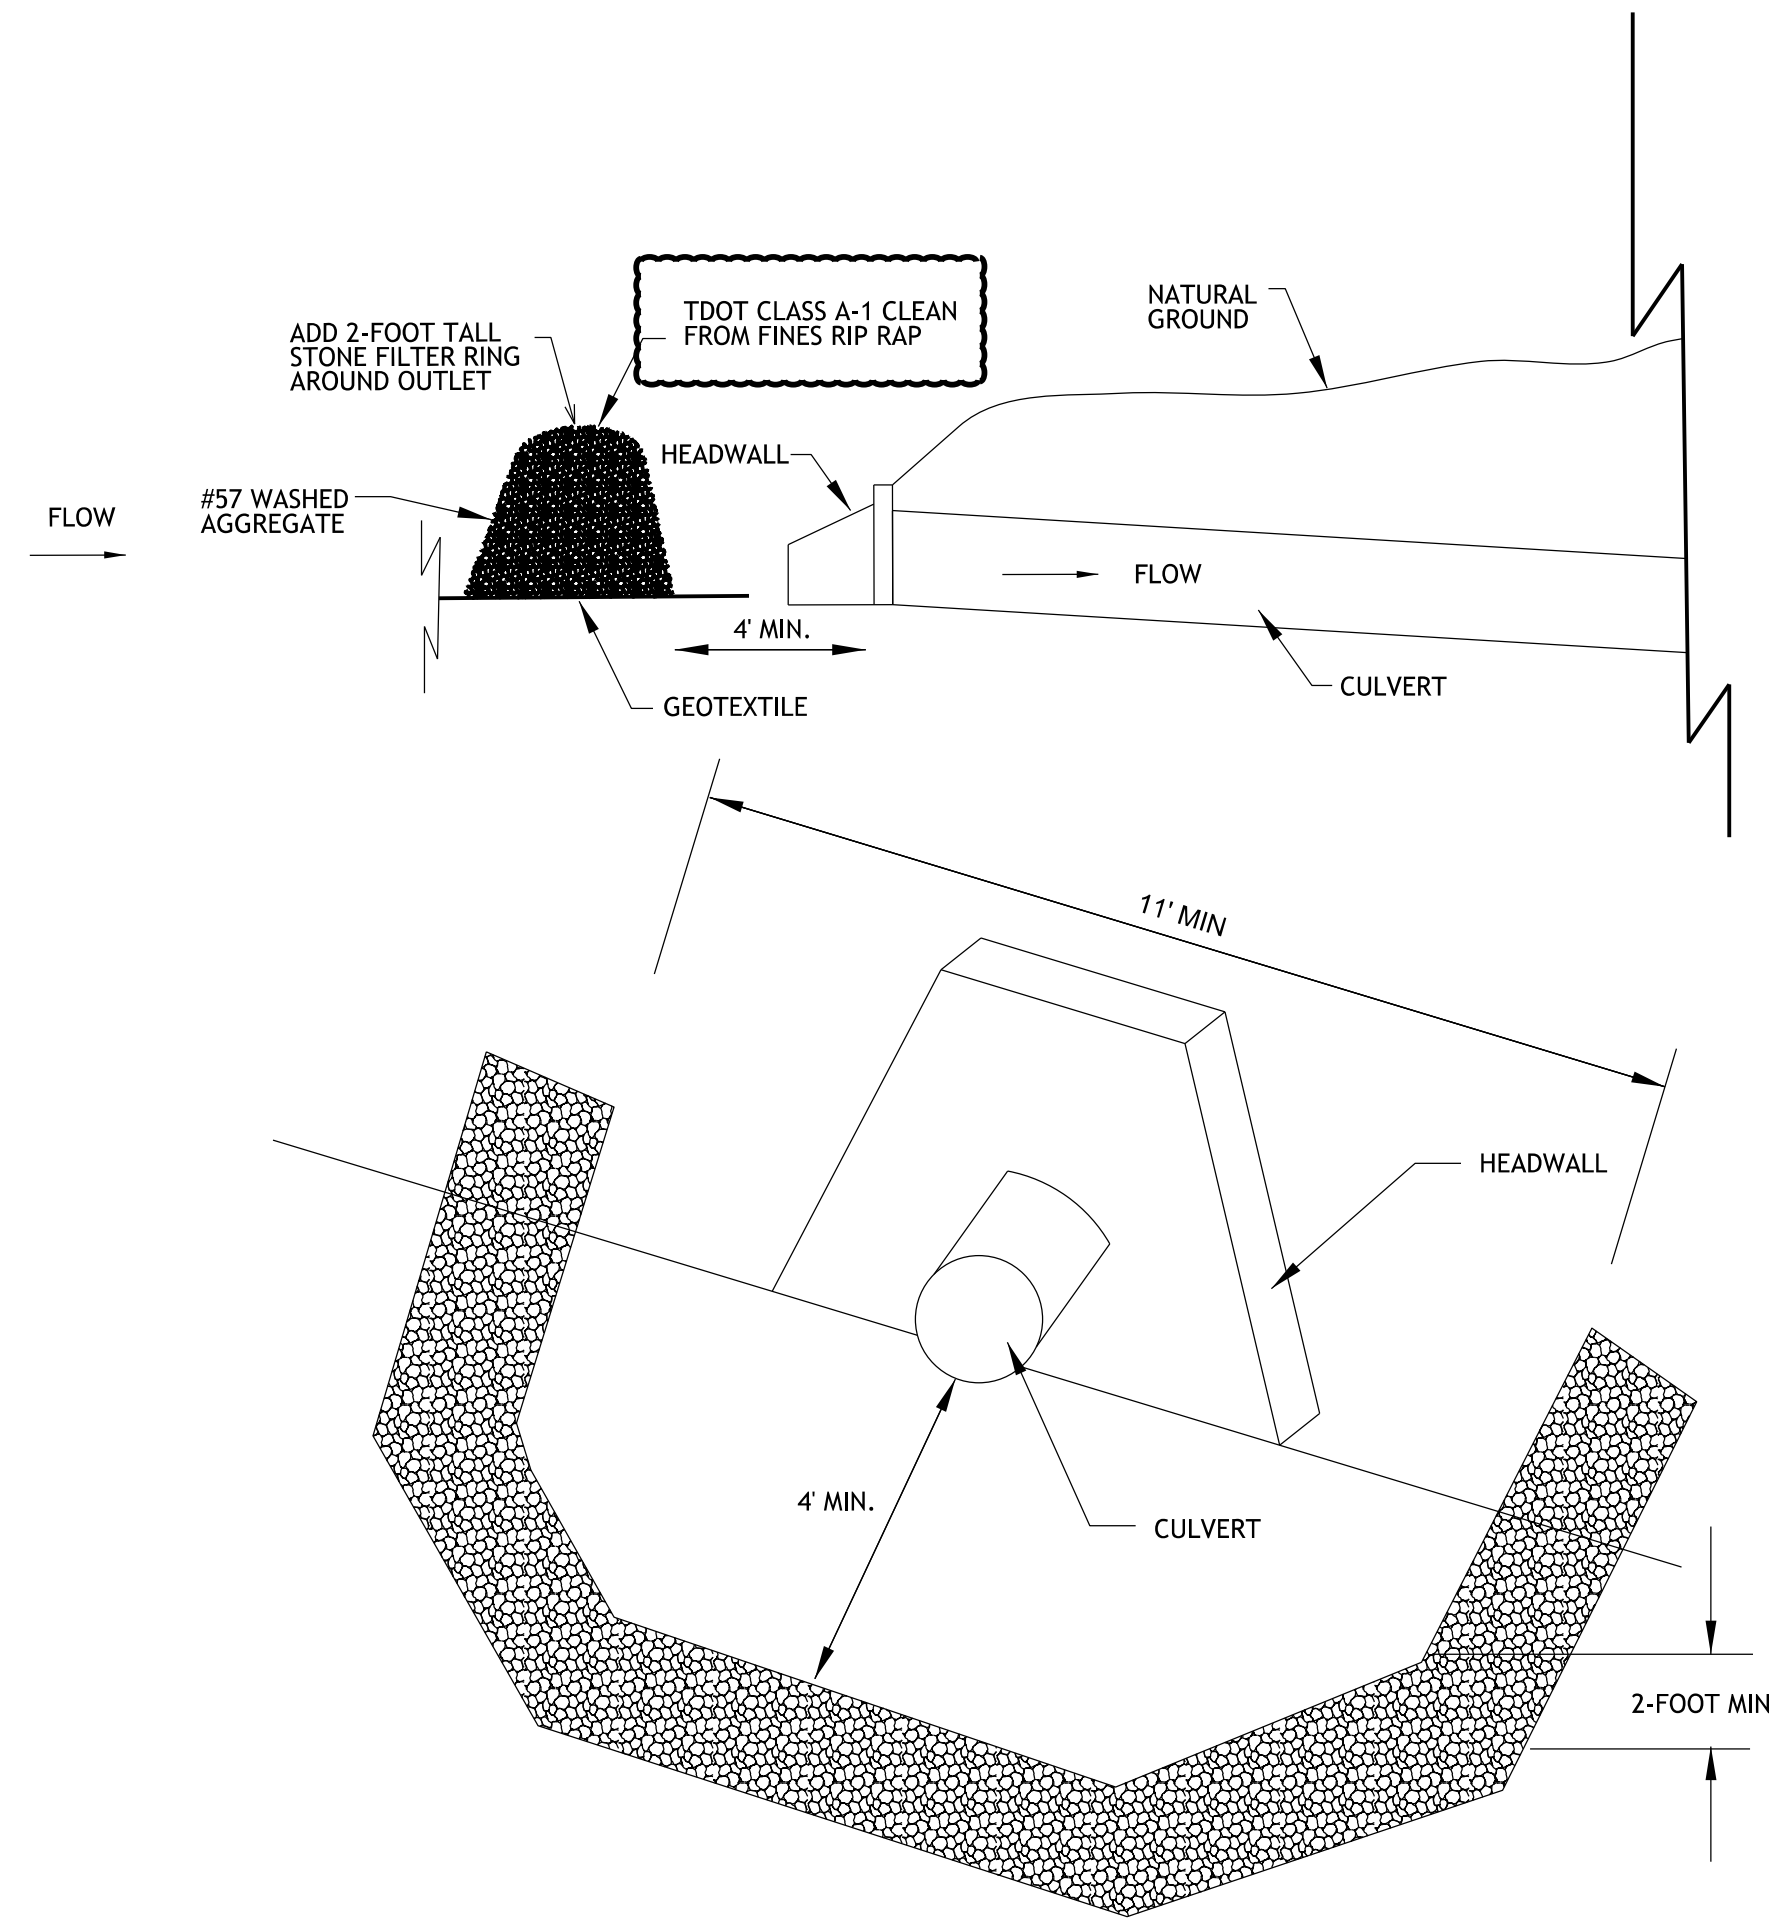 TDOT CLASS A-1 CLEAN
FROM FINES RIP RAP
NATURAL
GROUND
ADD 2-FOOT TALL
STONE FILTER RING
AROUND OUTLET
HEADWALL
#57 WASHED
AGGREGATE
FLOW
FLOW
4' MIN.
CULVERT
GEOTEXTILE
11' MIN
HEADWALL
4' MIN.
CULVERT
2-FOOT MIN